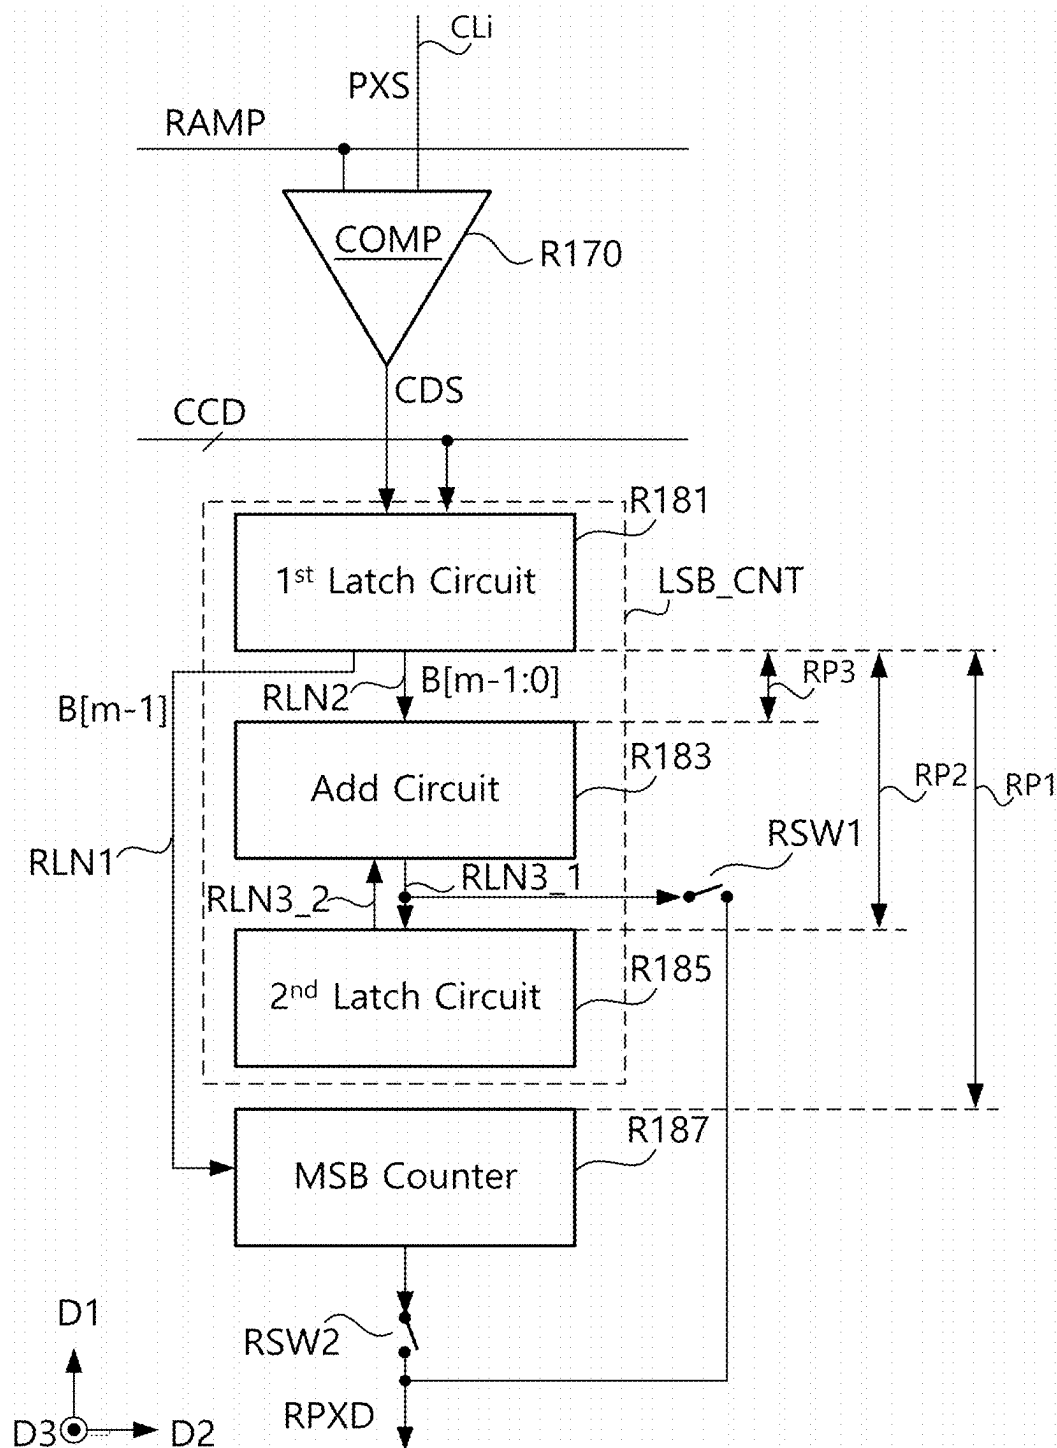 CLi
PXS
RAMP
COMP
R170
CDS
CCD
R181
1st Latch Circuit
LSB_CNT
RLN2
B[m-1:0]
RP3
B[m-1]
R183
Add Circuit
RP2
RP1
RSW1
RLN1
RLN3_1
RLN3_2
R185
2nd Latch Circuit
R187
MSB Counter
D1
RSW2
RPXD
D3
D2